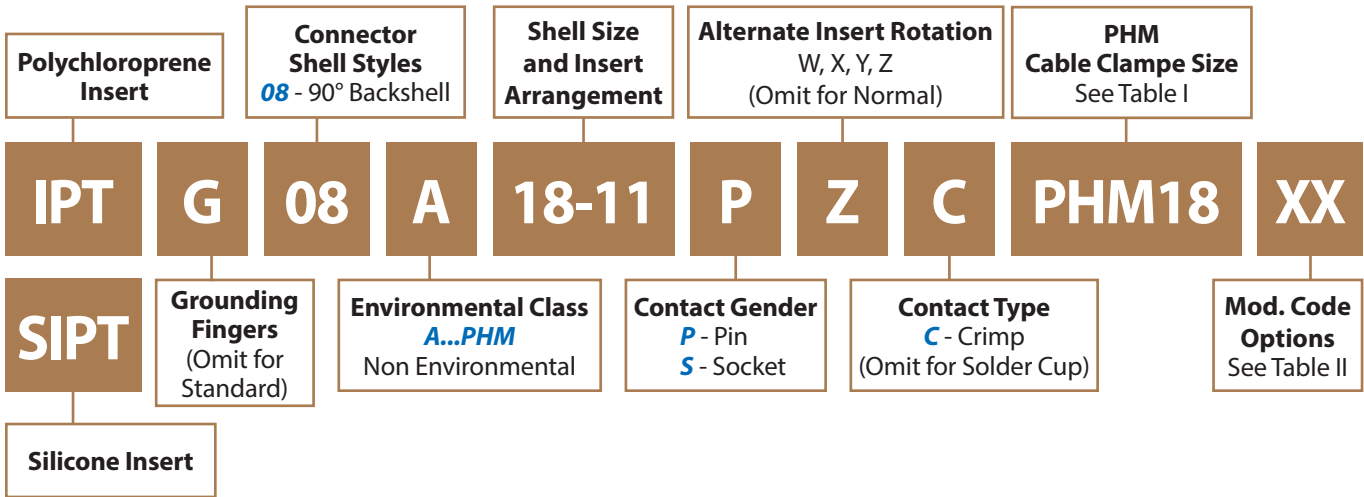 Polychloroprene
Insert
Connector
Shell Styles
08 - 90° Backshell
Shell Size
and Insert
Arrangement
Alternate Insert Rotation
W, X, Y, Z
(Omit for Normal)
PHM
Cable Clampe Size
See Table I
IPT G 08 A 18-11 P Z C PHM18 XX
SIPT
Grounding
Fingers
(Omit for
Standard)
Environmental Class
A...PHM
Non Environmental
Contact Gender
P - Pin
S - Socket
Contact Type
C - Crimp
(Omit for Solder Cup)
Mod. Code
Options
See Table II
Silicone Insert